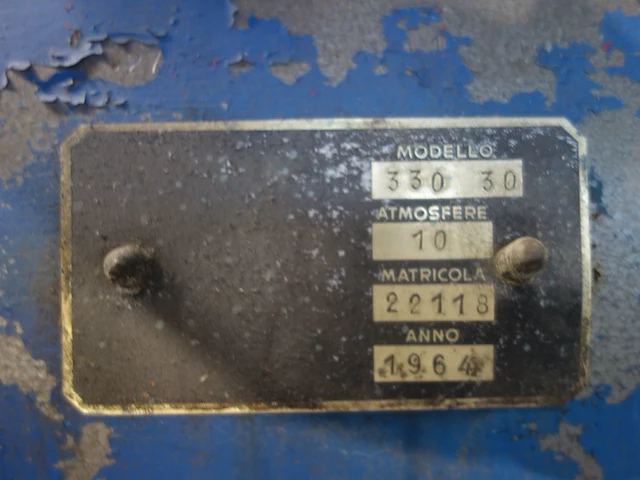 MODELLO
330 30
ATMOSFERE
10
MATRICOLA
22118
ANNO
1964